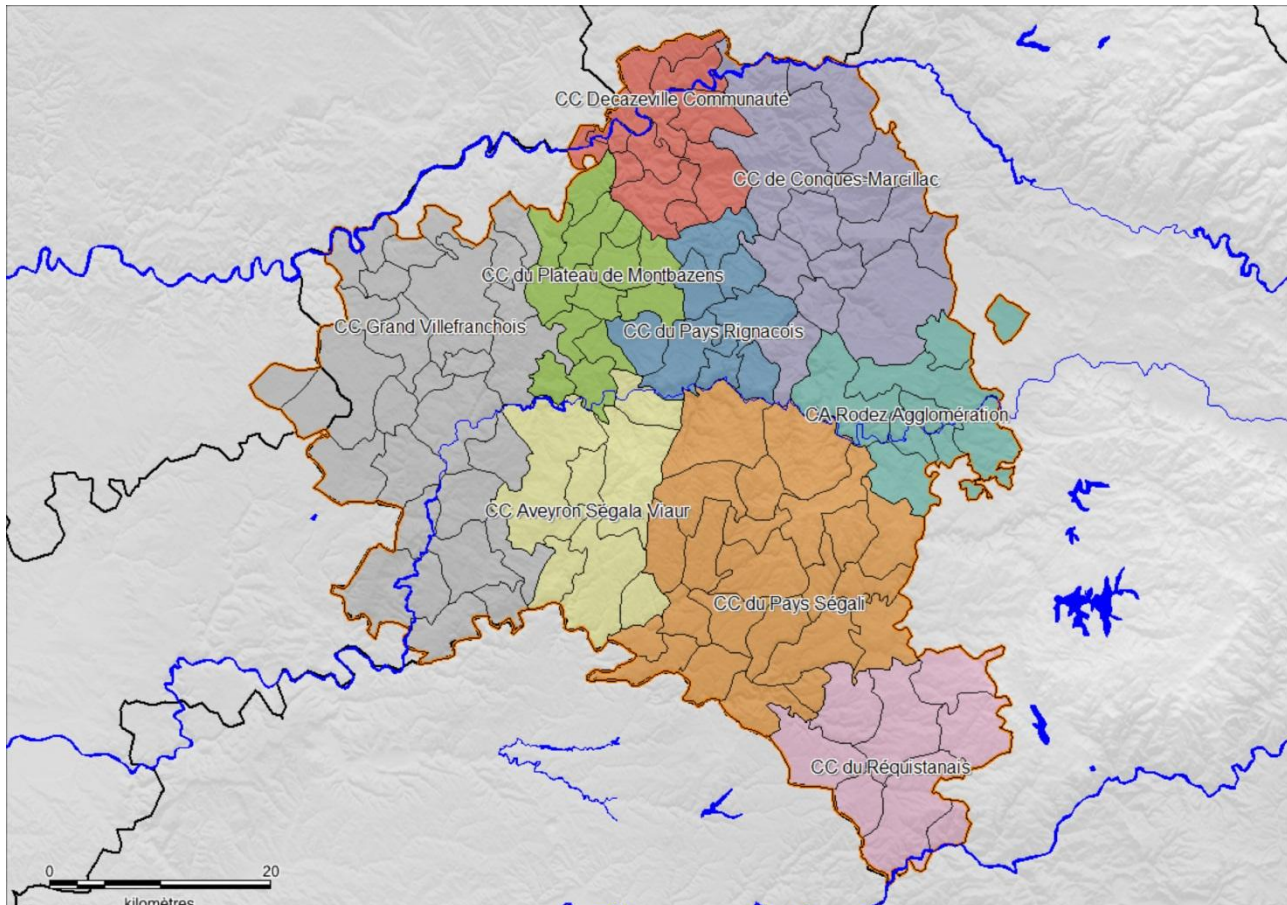 CC Decazeville Communauté
CC de Conques-Marcillac
CC du Plateau de Montbazens
CC Grand Villefranchois
CC du Pays Rignacois
CA Rodez Agglomération
CC Aveyron Ségala Viaur
CC du Pays Ségali
CC du Réquistanais
0 20
kilomètres